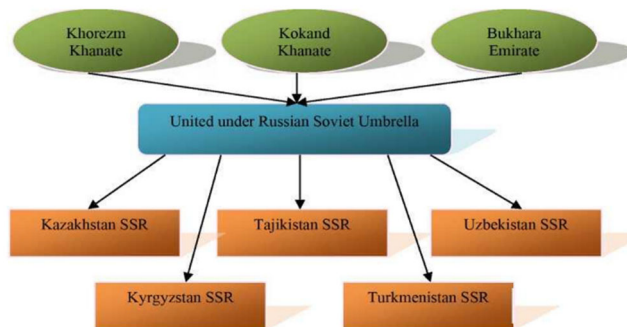 Khorezm
Khanate
Kokand
Khanate
Bukhara
Emirate
United under Russian Soviet Umbrella
Kazakhstan SSR
Tajikistan SSR
Uzbekistan SSR
Kyrgyzstan SSR
Turkmenistan SSR